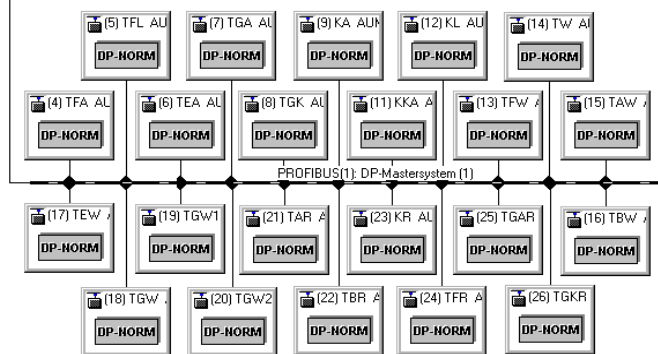 (5) TFL AU
(7) TGA AU
(9) KA AUM
(12) KL AU
(14) TW AU
DP-NORM
DP-NORM
DP-NORM
DP-NORM
DP-NORM
(4) TFA AU
(6) TEA AU
(8) TGK AU
(11) KKA A
(13) TFW A
(15) TAW A
DP-NORM
DP-NORM
DP-NORM
DP-NORM
DP-NORM
DP-NORM
PROFIBUS(1): DP-Mastersystem (1)
(17) TEW A
(19) TGW1
(21) TAR A
(23) KR AU
(25) TGAR
(16) TBW A
DP-NORM
DP-NORM
DP-NORM
DP-NORM
DP-NORM
DP-NORM
(18) TGW
(20) TGW2
(22) TBR A
(24) TFR A
(26) TGKR
DP-NORM
DP-NORM
DP-NORM
DP-NORM
DP-NORM